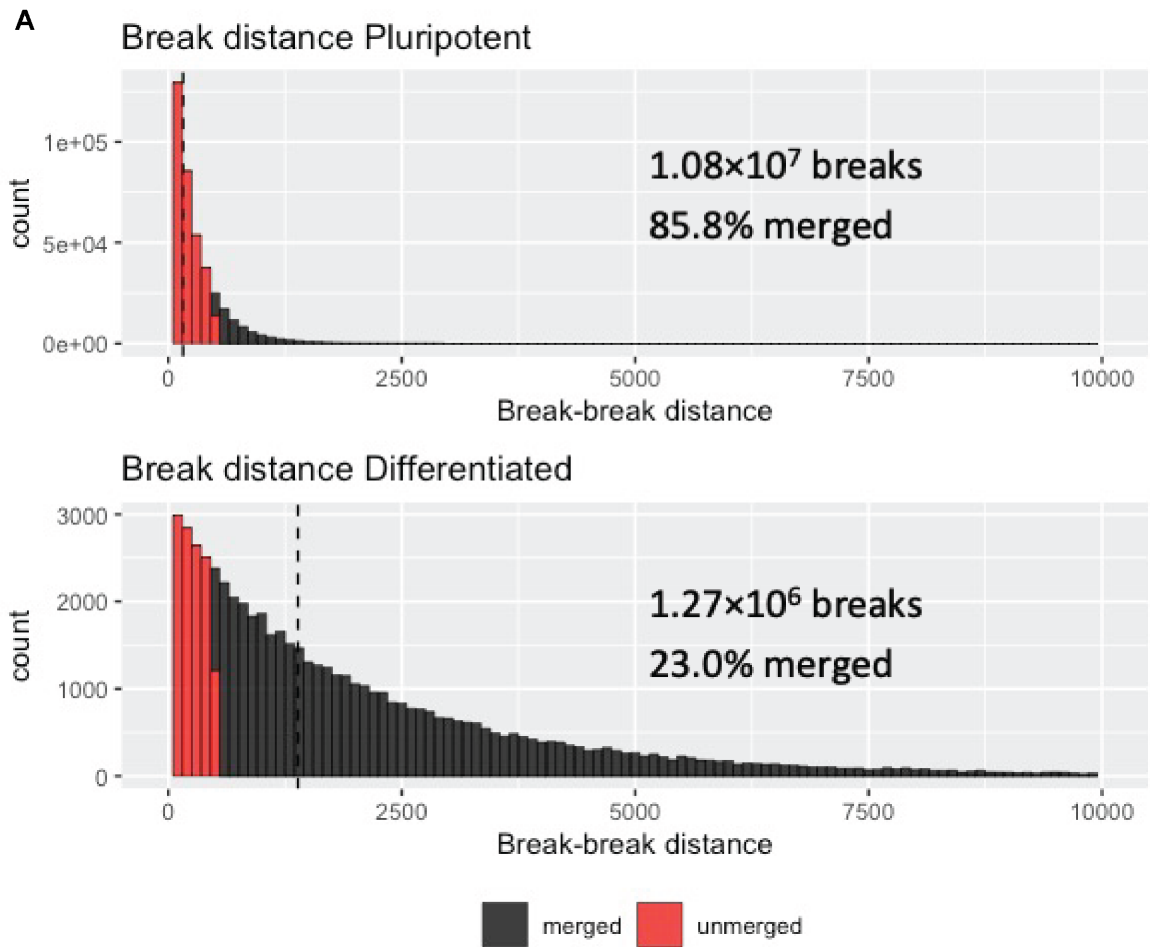 A
Break distance Pluripotent
1e+05
5e+04
0e+00
count
1.08×10⁷ breaks
85.8% merged
0 2500 5000 7500 10000
Break-break distance
Break distance Differentiated
3000
2000
1000
0
count
1.27×10⁶ breaks
23.0% merged
0 2500 5000 7500 10000
Break-break distance
merged unmerged